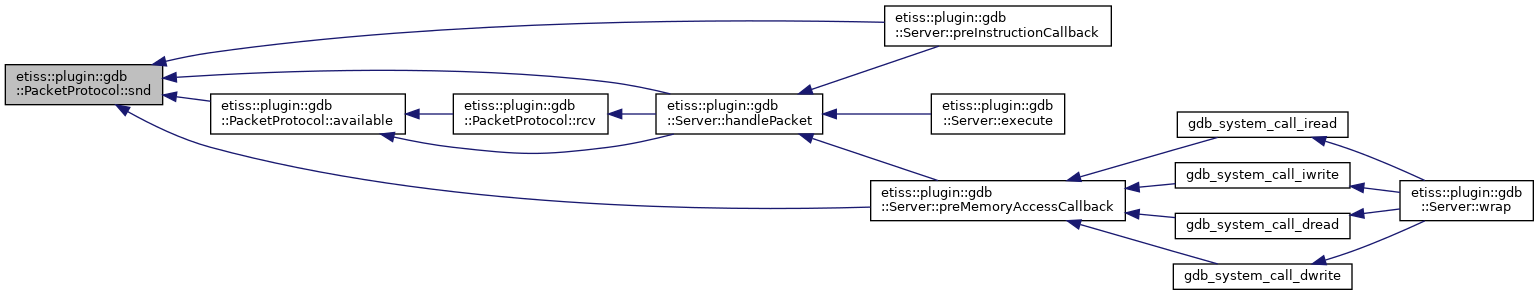 etiss::plugin::gdb
::PacketProtocol::snd
etiss::plugin::gdb
::PacketProtocol::available
etiss::plugin::gdb
::PacketProtocol::rcv
etiss::plugin::gdb
::Server::handlePacket
etiss::plugin::gdb
::Server::preInstructionCallback
etiss::plugin::gdb
::Server::execute
etiss::plugin::gdb
::Server::preMemoryAccessCallback
gdb_system_call_iread
gdb_system_call_iwrite
gdb_system_call_dread
gdb_system_call_dwrite
etiss::plugin::gdb
::Server::wrap